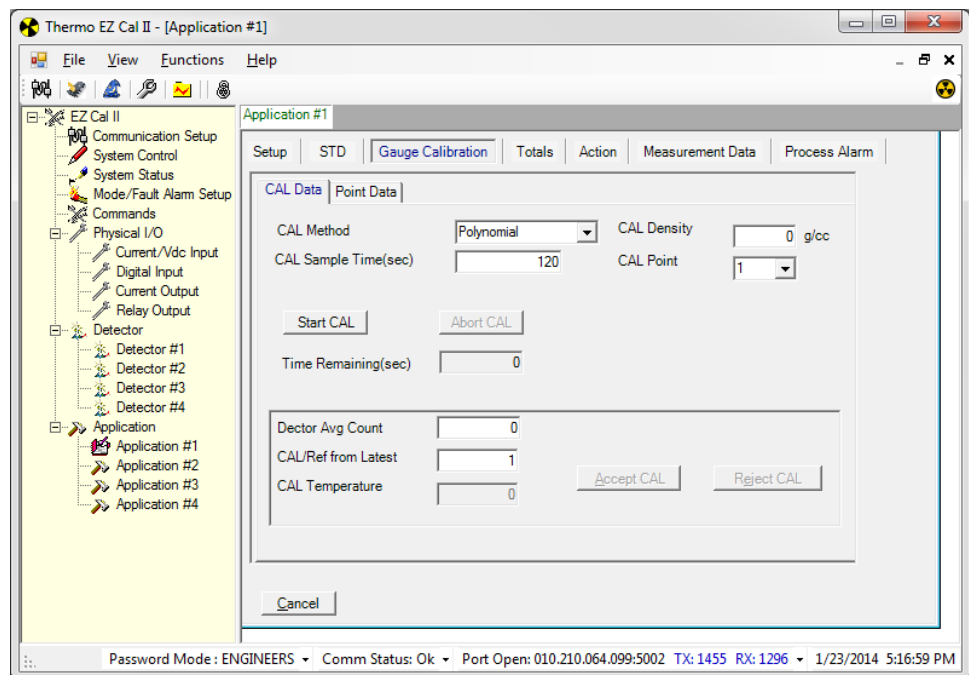 Thermo EZ Cal II - [Application #1]
File View Functions Help
EZ Cal II
Communication Setup
System Control
System Status
Mode/Fault Alarm Setup
Commands
Physical I/O
Current/Vdc Input
Digital Input
Current Output
Relay Output
Detector
Detector #1
Detector #2
Detector #3
Detector #4
Application
Application #1
Application #2
Application #3
Application #4
Application #1
Setup STD Gauge Calibration Totals Action Measurement Data Process Alarm
CAL Data Point Data
CAL Method Polynomial CAL Density 0 g/cc
CAL Sample Time(sec) 120 CAL Point 1
Start CAL Abort CAL
Time Remaining(sec) 0
Dector Avg Count 0
CAL/Ref from Latest 1
CAL Temperature 0
Accept CAL Reject CAL
Cancel
Password Mode : ENGINEERS Comm Status: Ok Port Open: 010.210.064.099:5002 TX: 1455 RX: 1296 1/23/2014 5:16:59 PM